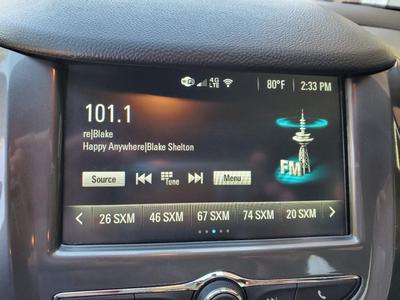 4G LTE 80°F 2:33 PM
101.1
re|Blake
Happy Anywhere|Blake Shelton
FM
Source Tune Menu
26 SXM 46 SXM 67 SXM 74 SXM 20 SXM